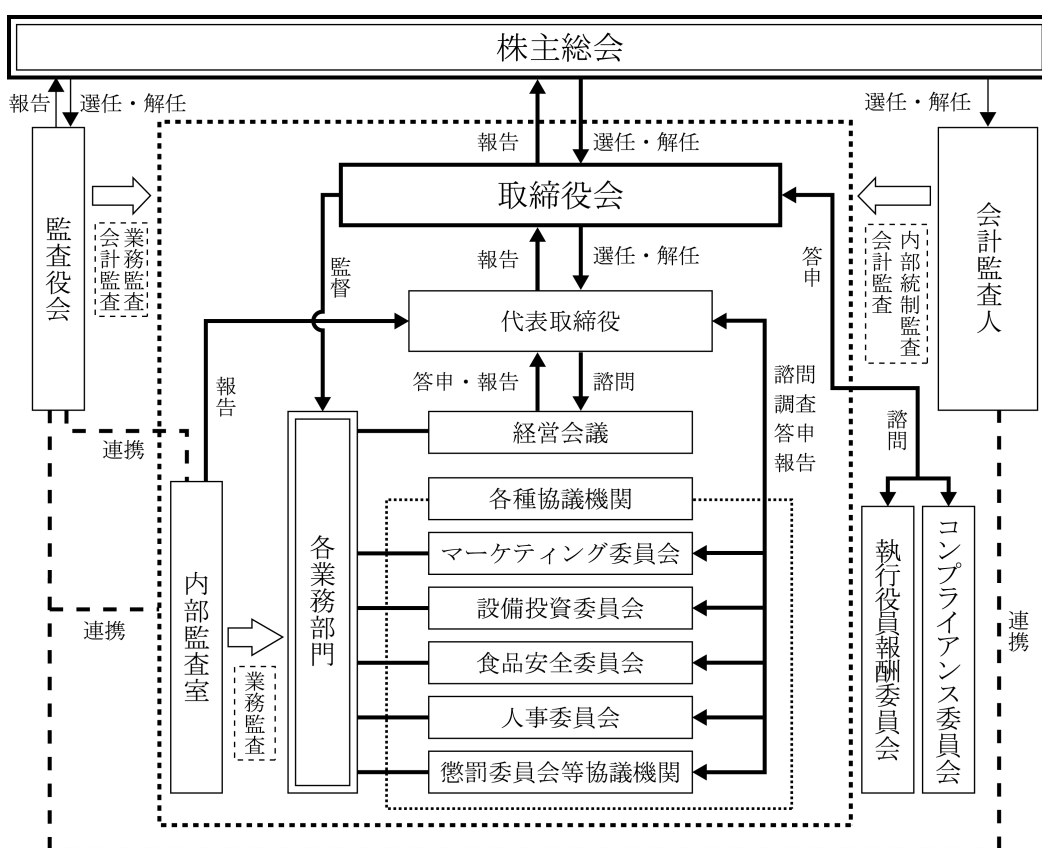 株主総会
報告
選任・解任
選任・解任
報告
選任・解任
取締役会
監査役会
業務監査
会計監査
会計監査人
内部統制監査
会計監査
監督
報告
選任・解任
答申
代表取締役
報告
答申・報告
諮問
諮問
調査
答申
報告
経営会議
諮問
連携
各種協議機関
マーケティング委員会
設備投資委員会
食品安全委員会
人事委員会
懲罰委員会等協議機関
各業務部門
内部監査室
業務監査
連携
執行役員報酬委員会
コンプライアンス委員会
連携